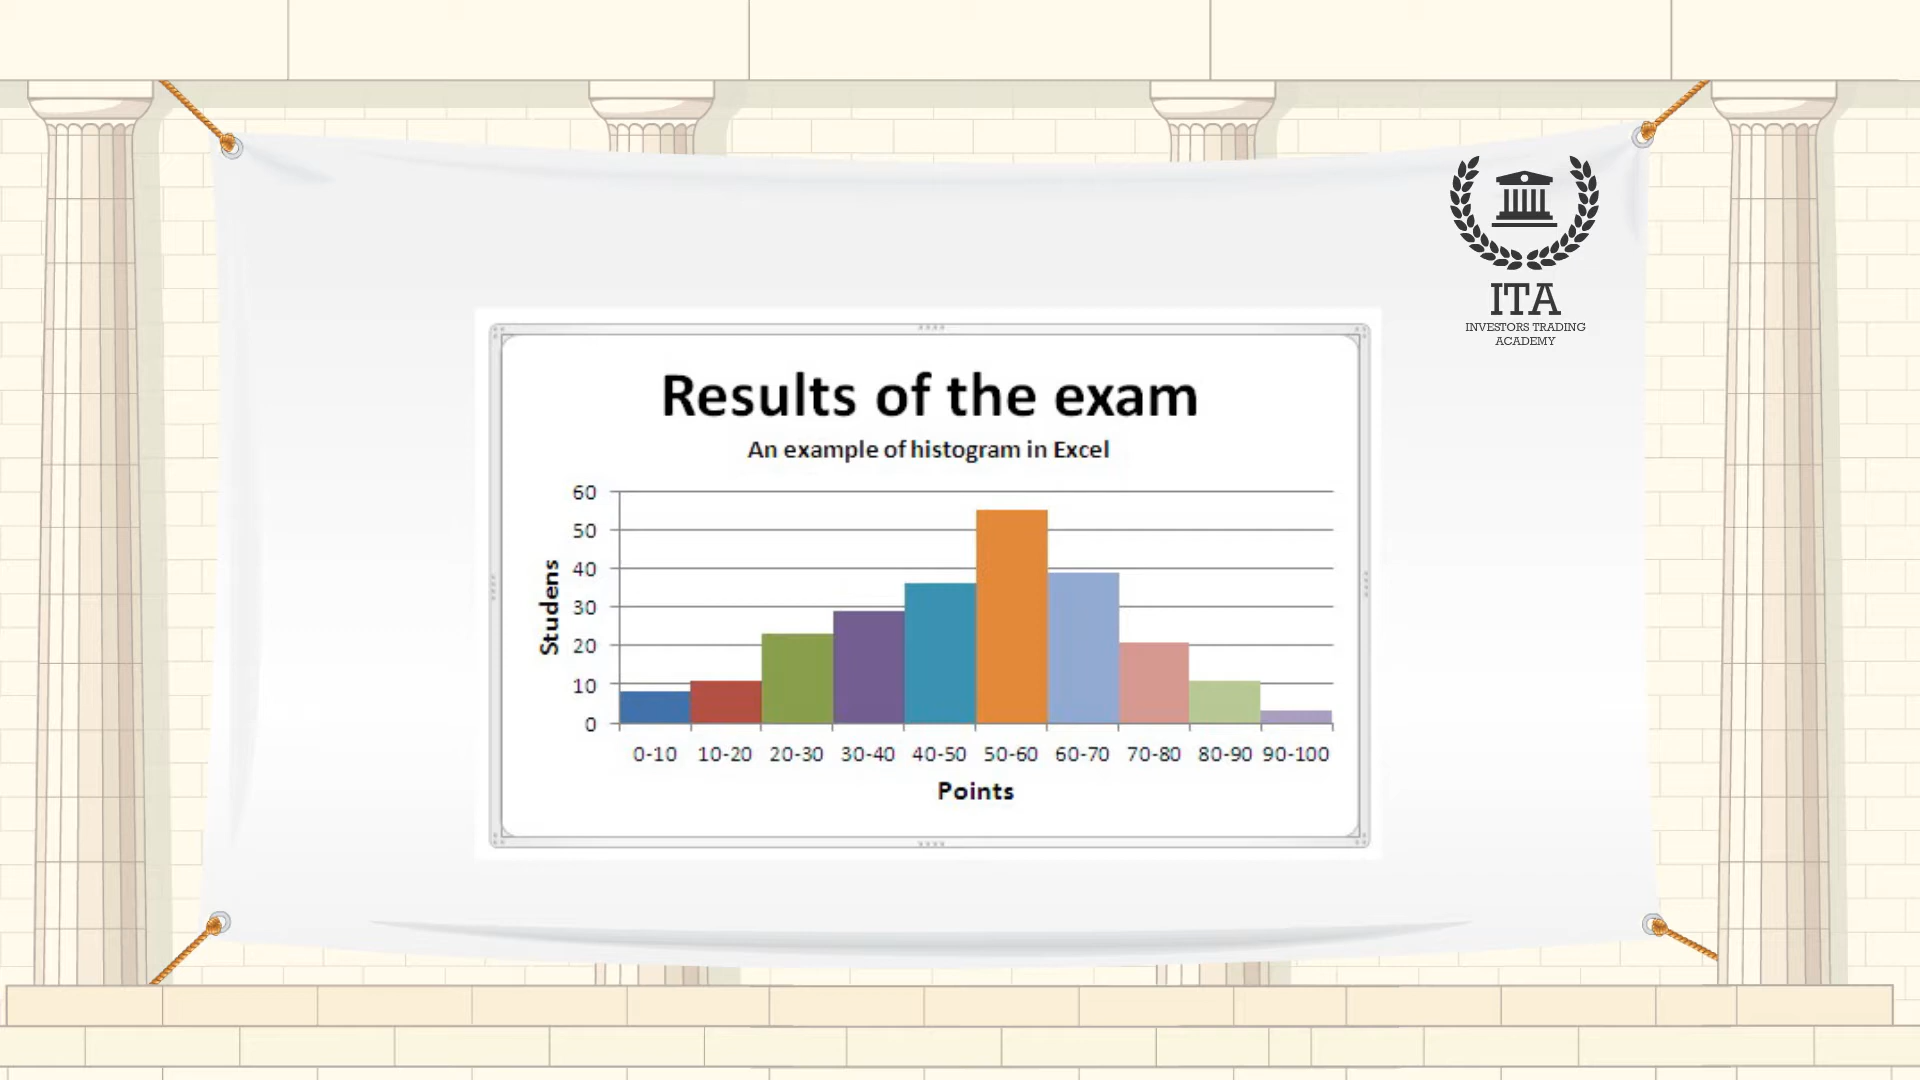 ITA
INVESTORS TRADING
ACADEMY
Results of the exam
An example of histogram in Excel
60
50
40
30
20
10
0
Studens
0-10 10-20 20-30 30-40 40-50 50-60 60-70 70-80 80-90 90-100
Points